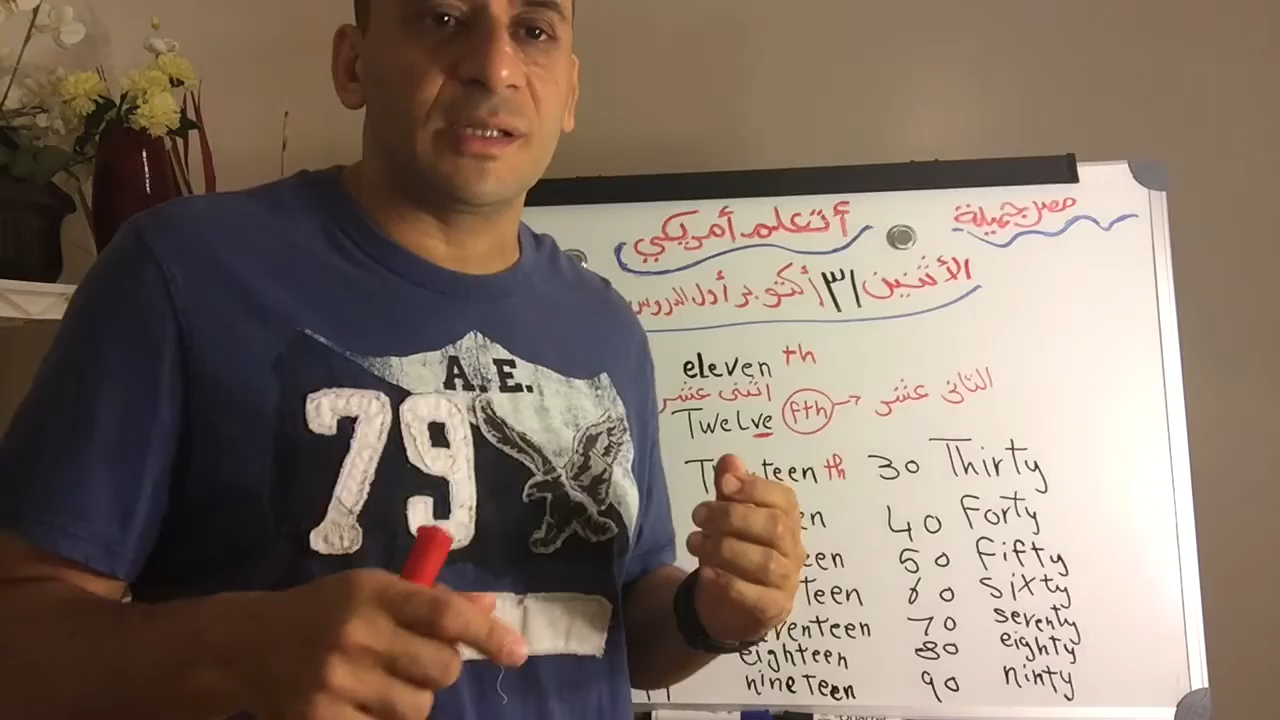 مصر جميلة
أتعلم أمريكي
الأثنين ٣١ أكتوبر أول الدروس
eleven th
اثنى عشر
Twelve fth → الثانى عشر
teen th 30 Thirty
40 Forty
50 Fifty
60 Sixty
70 seventy
eighteen 80 eighty
nineteen 90 ninty
A.E.
79